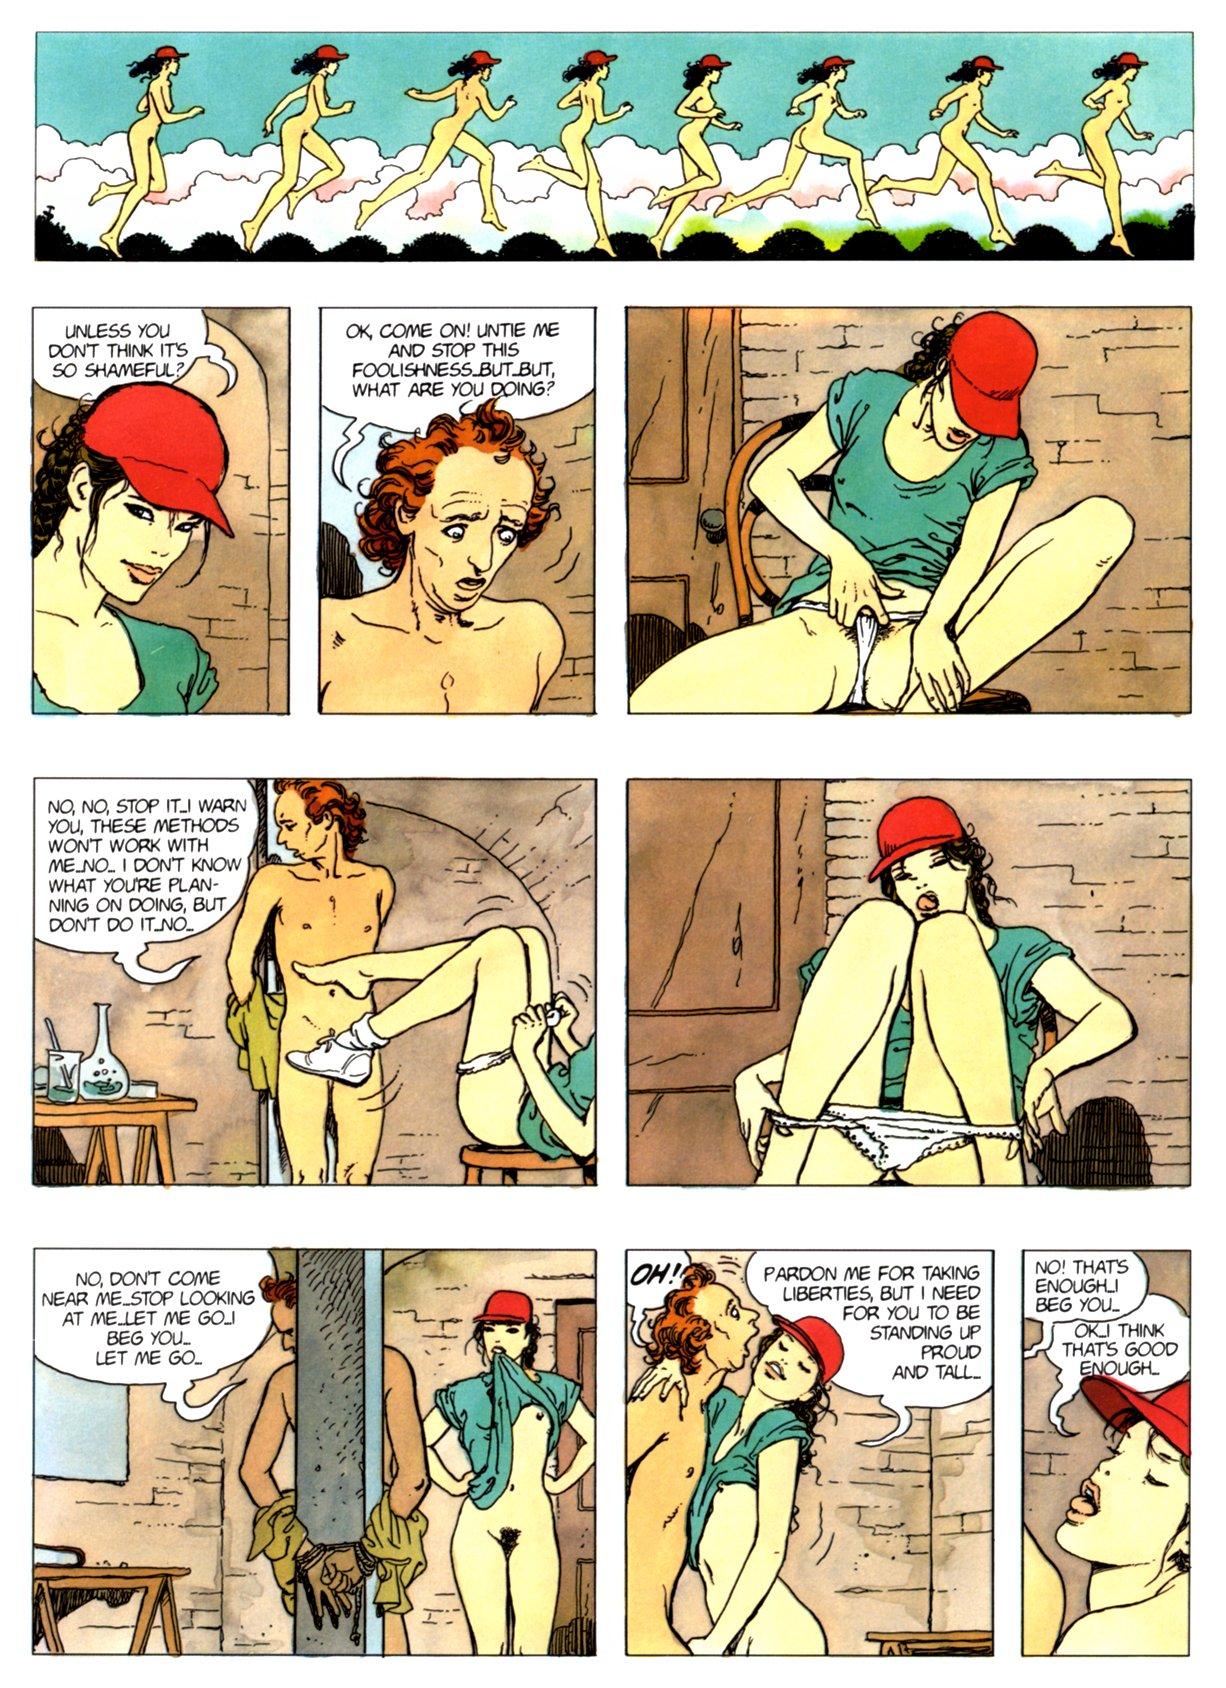 UNLESS YOU
DON'T THINK IT'S
SO SHAMEFUL?
OK, COME ON! UNTIE ME
AND STOP THIS
FOOLISHNESS...BUT...BUT,
WHAT ARE YOU DOING?
NO, NO, STOP IT...I WARN
YOU, THESE METHODS
WON'T WORK WITH
ME...NO... I DON'T KNOW
WHAT YOU'RE PLAN-
NING ON DOING, BUT
DON'T DO IT...NO...
NO, DON'T COME
NEAR ME...STOP LOOKING
AT ME...LET ME GO...I
BEG YOU...
LET ME GO...
OH!!
PARDON ME FOR TAKING
LIBERTIES, BUT I NEED
FOR YOU TO BE
STANDING UP
PROUD
AND TALL...
NO! THAT'S
ENOUGH...I
BEG YOU...
OK...I THINK
THAT'S GOOD
ENOUGH...